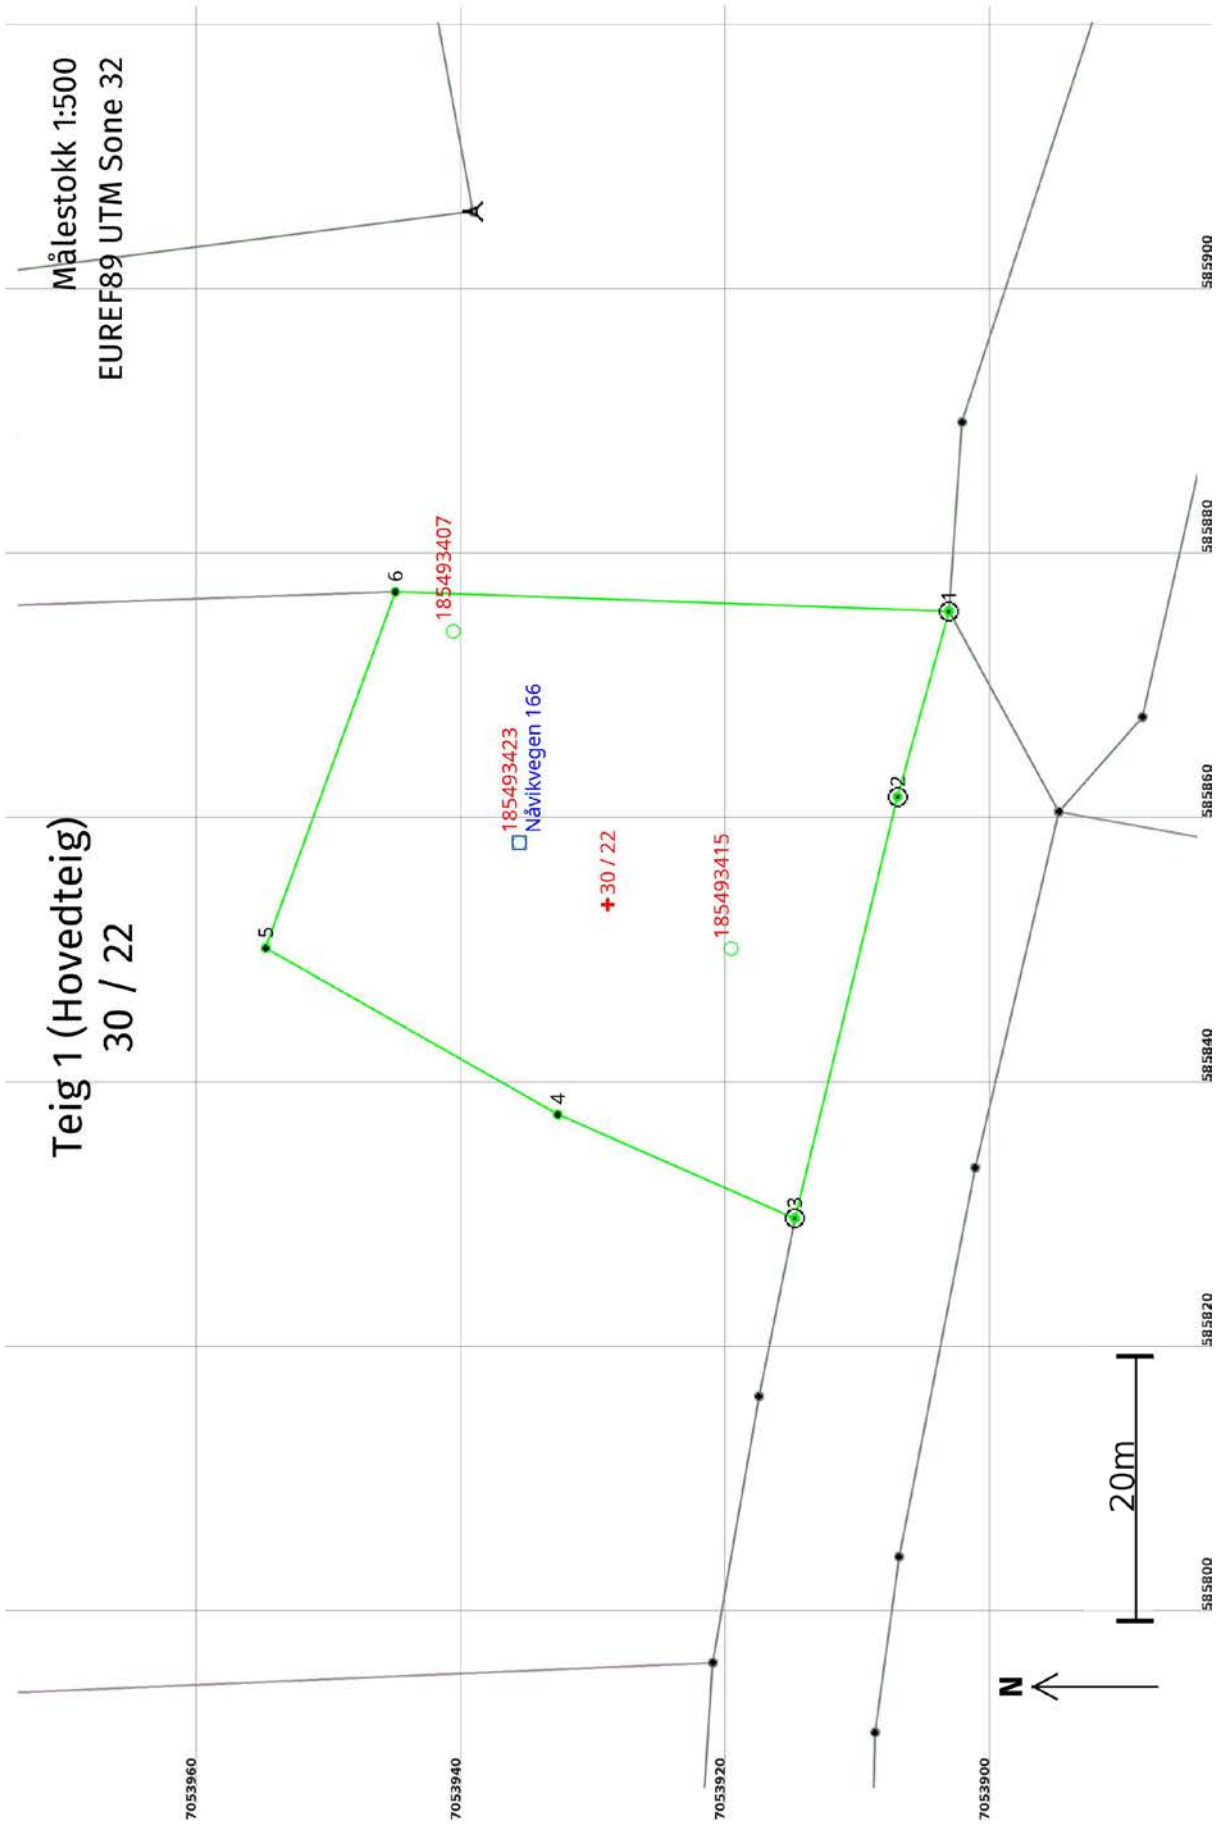 Teig 1 (Hovedteig)
30 / 22
Målestokk 1:500
EUREF89 UTM Sone 32
7053960
7053940
7053920
7053900
5
6
185493407
185493423
Nåvikvegen 166
30 / 22
185493415
4
3
2
1
N
20m
585800
585820
585840
585860
585880
585900